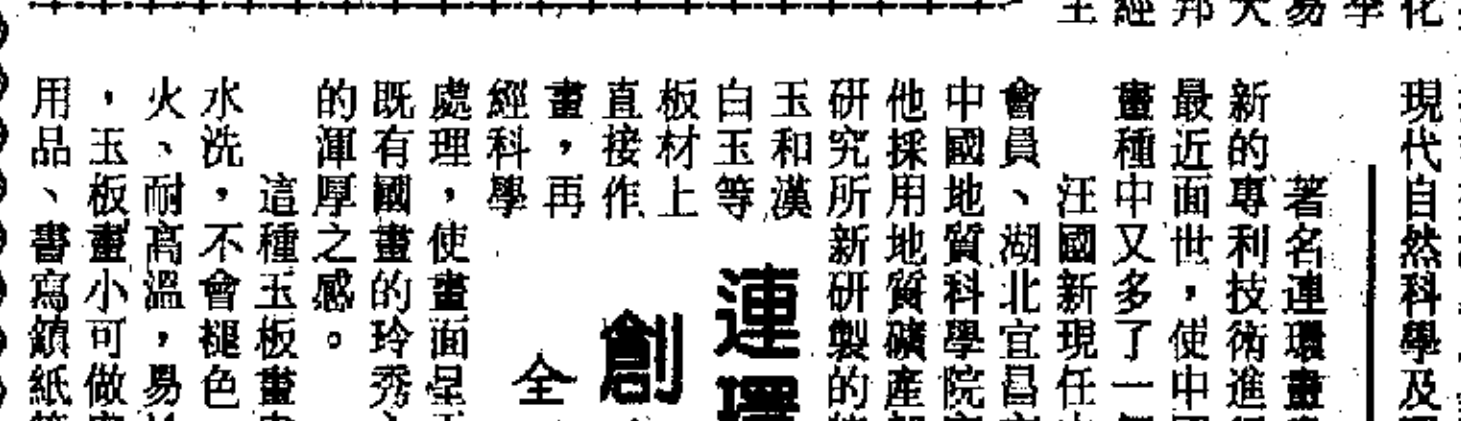 化
學
易
大
邦
經
王
現代自然科學及
著名連環畫
新的專利技術進
最近面世，使中
畫種中又多了一
汪國新現任
會員、湖北宜昌
中國地質科學院
他採用地質礦產
研究所新研製的
玉和漢
白玉等
板材上
直接作
畫，再
經科學
連環
創
全
處理，使畫面呈
既有國畫的玲秀
的渾厚之感。
這種玉板畫
水洗，不會褪色
火、耐高溫，易
，玉板畫小可做
用品、書寫鎮紙